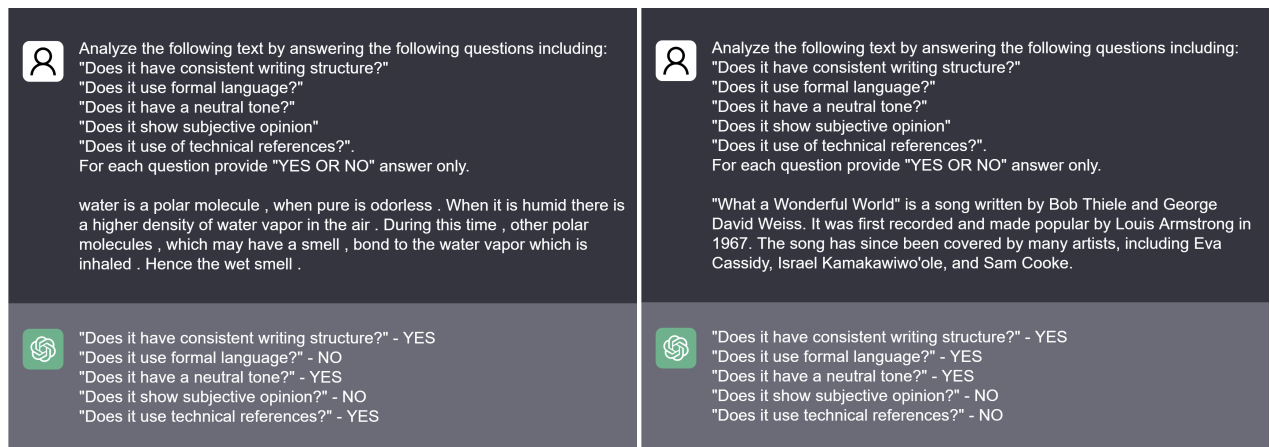 Analyze the following text by answering the following questions including:
"Does it have consistent writing structure?"
"Does it use formal language?"
"Does it have a neutral tone?"
"Does it show subjective opinion"
"Does it use of technical references?".
For each question provide "YES OR NO" answer only.
water is a polar molecule , when pure is odorless . When it is humid there is
a higher density of water vapor in the air . During this time , other polar
molecules , which may have a smell , bond to the water vapor which is
inhaled . Hence the wet smell .
"Does it have consistent writing structure?" - YES
"Does it use formal language?" - NO
"Does it have a neutral tone?" - YES
"Does it show subjective opinion?" - NO
"Does it use technical references?" - YES
Analyze the following text by answering the following questions including:
"Does it have consistent writing structure?"
"Does it use formal language?"
"Does it have a neutral tone?"
"Does it show subjective opinion"
"Does it use of technical references?".
For each question provide "YES OR NO" answer only.
"What a Wonderful World" is a song written by Bob Thiele and George
David Weiss. It was first recorded and made popular by Louis Armstrong in
1967. The song has since been covered by many artists, including Eva
Cassidy, Israel Kamakawiwo'ole, and Sam Cooke.
"Does it have consistent writing structure?" - YES
"Does it use formal language?" - YES
"Does it have a neutral tone?" - YES
"Does it show subjective opinion?" - NO
"Does it use technical references?" - NO